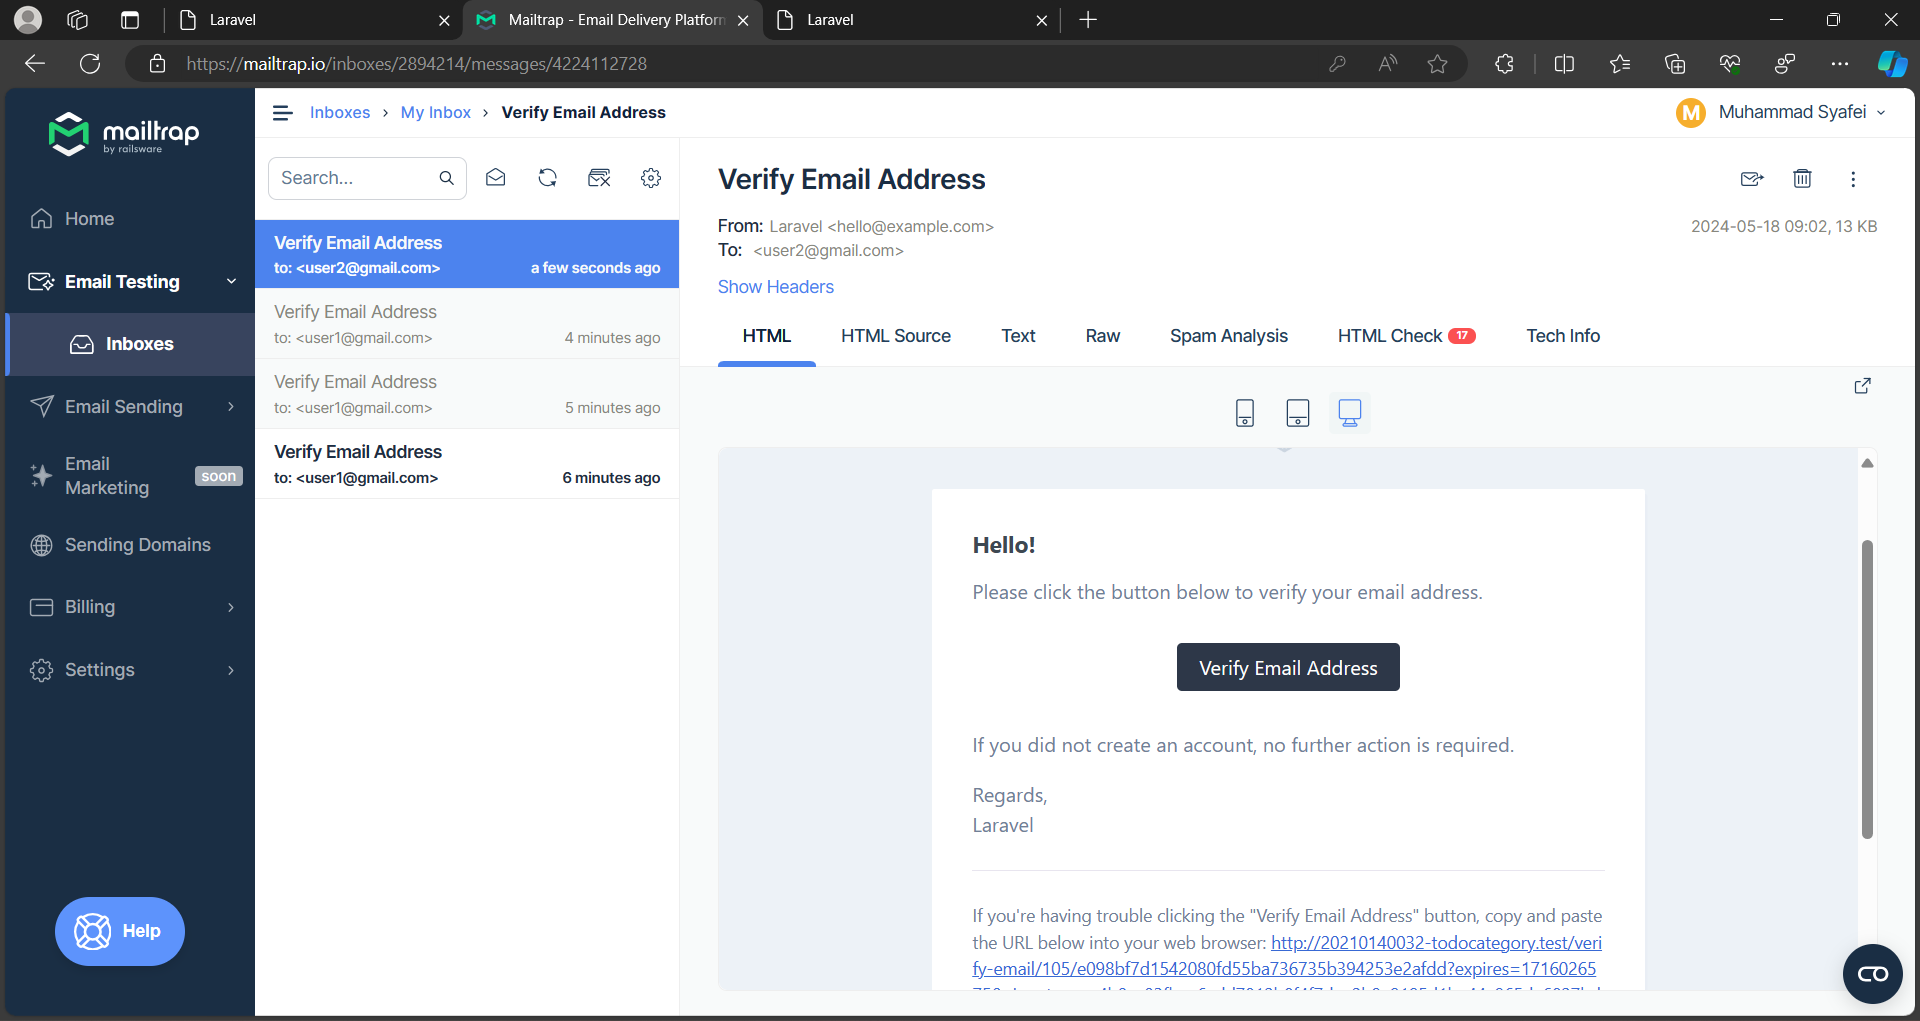 Laravel
Mailtrap - Email Delivery Platform
Laravel
https://mailtrap.io/inboxes/2894214/messages/4224112728
mailtrap
by railsware
Home
Email Testing
Inboxes
Email Sending
Email
Marketing
soon
Sending Domains
Billing
Settings
Help
Inboxes > My Inbox > Verify Email Address
M Muhammad Syafei
Search...
Verify Email Address
to: <user2@gmail.com> a few seconds ago
Verify Email Address
to: <user1@gmail.com> 4 minutes ago
Verify Email Address
to: <user1@gmail.com> 5 minutes ago
Verify Email Address
to: <user1@gmail.com> 6 minutes ago
Verify Email Address
From: Laravel <hello@example.com>
2024-05-18 09:02, 13 KB
To: <user2@gmail.com>
Show Headers
HTML HTML Source Text Raw Spam Analysis HTML Check 17 Tech Info
Hello!
Please click the button below to verify your email address.
Verify Email Address
If you did not create an account, no further action is required.
Regards,
Laravel
If you're having trouble clicking the "Verify Email Address" button, copy and paste
the URL below into your web browser: http://20210140032-todocategory.test/veri
fy-email/105/e098bf7d1542080fd55ba736735b394253e2afdd?expires=17160265